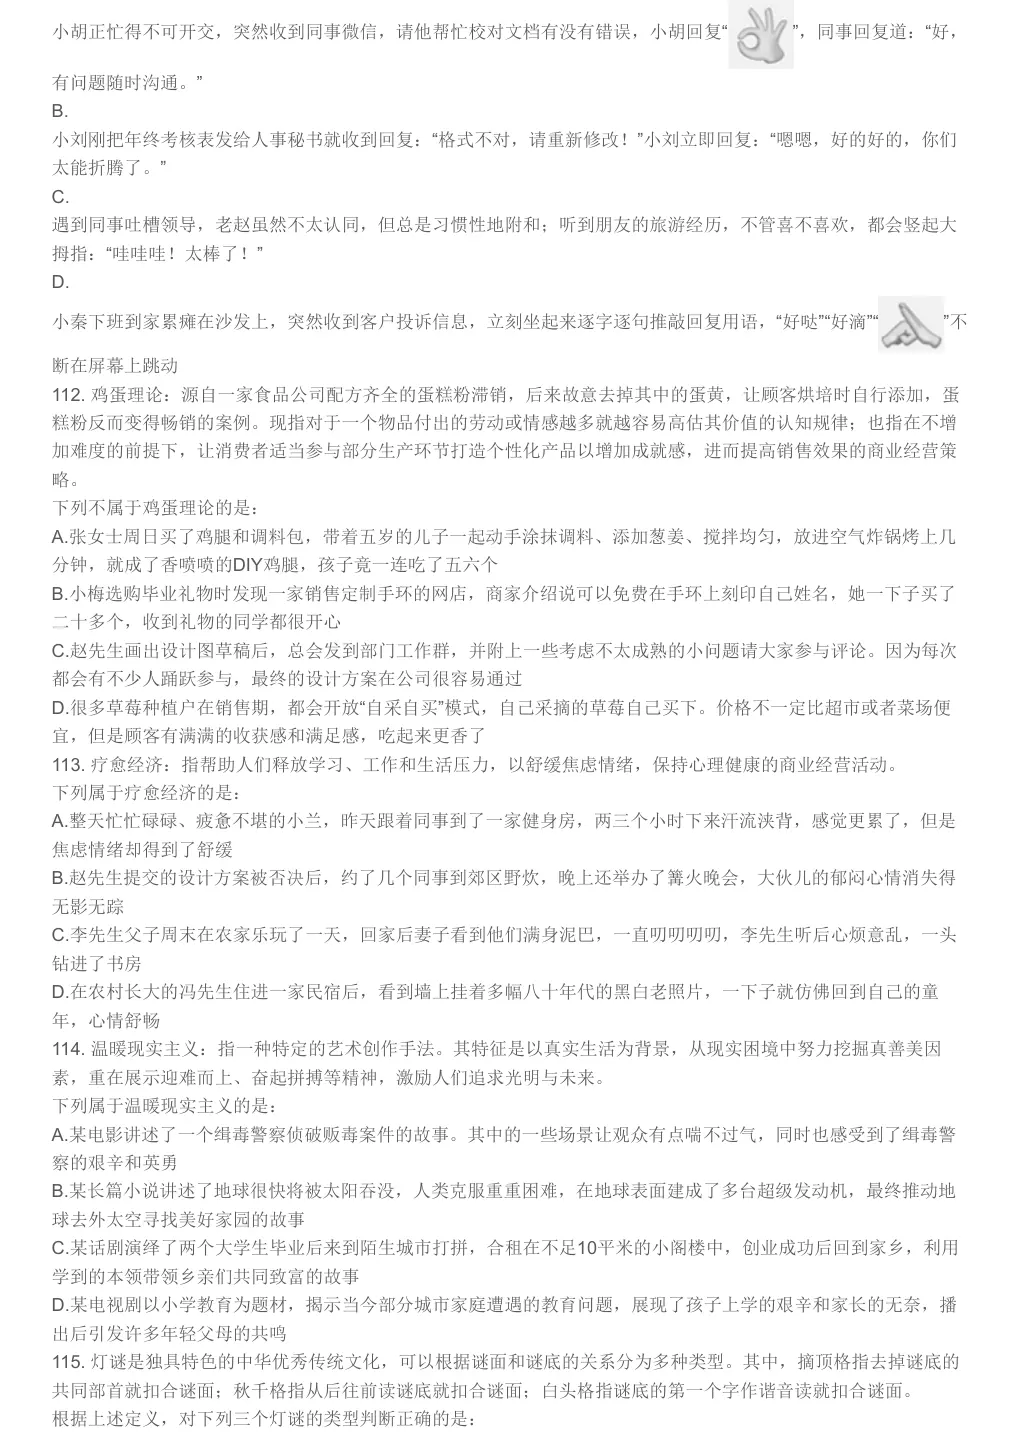 小胡正忙得不可开交，突然收到同事微信，请他帮忙校对文档有没有错误，小胡回复“”，同事回复道：“好，
有问题随时沟通。”
B.
小刘刚把年终考核表发给人事秘书就收到回复：“格式不对，请重新修改！”小刘立即回复：“嗯嗯，好的好的，你们
太能折腾了。”
C.
遇到同事吐槽领导，老赵虽然不太认同，但总是习惯性地附和；听到朋友的旅游经历，不管喜不喜欢，都会竖起大
拇指：“哇哇哇！太棒了！”
D.
小秦下班到家累瘫在沙发上，突然收到客户投诉信息，立刻坐起来逐字逐句推敲回复用语，“好哒”“好滴”“”不
断在屏幕上跳动
112. 鸡蛋理论：源自一家食品公司配方齐全的蛋糕粉滞销，后来故意去掉其中的蛋黄，让顾客烘培时自行添加，蛋
糕粉反而变得畅销的案例。现指对于一个物品付出的劳动或情感越多就越容易高估其价值的认知规律；也指在不增
加难度的前提下，让消费者适当参与部分生产环节打造个性化产品以增加成就感，进而提高销售效果的商业经营策
略。
下列不属于鸡蛋理论的是：
A.张女士周日买了鸡腿和调料包，带着五岁的儿子一起动手涂抹调料、添加葱姜、搅拌均匀，放进空气炸锅烤上几
分钟，就成了香喷喷的DIY鸡腿，孩子竟一连吃了五六个
B.小梅选购毕业礼物时发现一家销售定制手环的网店，商家介绍说可以免费在手环上刻印自己姓名，她一下子买了
二十多个，收到礼物的同学都很开心
C.赵先生画出设计图草稿后，总会发到部门工作群，并附上一些考虑不太成熟的小问题请大家参与评论。因为每次
都会有不少人踊跃参与，最终的设计方案在公司很容易通过
D.很多草莓种植户在销售期，都会开放“自采自买”模式，自己采摘的草莓自己买下。价格不一定比超市或者菜场便
宜，但是顾客有满满的收获感和满足感，吃起来更香了
113. 疗愈经济：指帮助人们释放学习、工作和生活压力，以舒缓焦虑情绪，保持心理健康的商业经营活动。
下列属于疗愈经济的是：
A.整天忙忙碌碌、疲惫不堪的小兰，昨天跟着同事到了一家健身房，两三个小时下来汗流浃背，感觉更累了，但是
焦虑情绪却得到了舒缓
B.赵先生提交的设计方案被否决后，约了几个同事到郊区野炊，晚上还举办了篝火晚会，大伙儿的郁闷心情消失得
无影无踪
C.李先生父子周末在农家乐玩了一天，回家后妻子看到他们满身泥巴，一直叨叨叨叨，李先生听后心烦意乱，一头
钻进了书房
D.在农村长大的冯先生住进一家民宿后，看到墙上挂着多幅八十年代的黑白老照片，一下子就仿佛回到自己的童
年，心情舒畅
114. 温暖现实主义：指一种特定的艺术创作手法。其特征是以真实生活为背景，从现实困境中努力挖掘真善美因
素，重在展示迎难而上、奋起拼搏等精神，激励人们追求光明与未来。
下列属于温暖现实主义的是：
A.某电影讲述了一个缉毒警察侦破贩毒案件的故事。其中的一些场景让观众有点喘不过气，同时也感受到了缉毒警
察的艰辛和英勇
B.某长篇小说讲述了地球很快将被太阳吞没，人类克服重重困难，在地球表面建成了多台超级发动机，最终推动地
球去外太空寻找美好家园的故事
C.某话剧演绎了两个大学生毕业后来到陌生城市打拼，合租在不足10平米的小阁楼中，创业成功后回到家乡，利用
学到的本领带领乡亲们共同致富的故事
D.某电视剧以小学教育为题材，揭示当今部分城市家庭遭遇的教育问题，展现了孩子上学的艰辛和家长的无奈，播
出后引发许多年轻父母的共鸣
115. 灯谜是独具特色的中华优秀传统文化，可以根据谜面和谜底的关系分为多种类型。其中，摘顶格指去掉谜底的
共同部首就扣合谜面；秋千格指从后往前读谜底就扣合谜面；白头格指谜底的第一个字作谐音读就扣合谜面。
根据上述定义，对下列三个灯谜的类型判断正确的是：